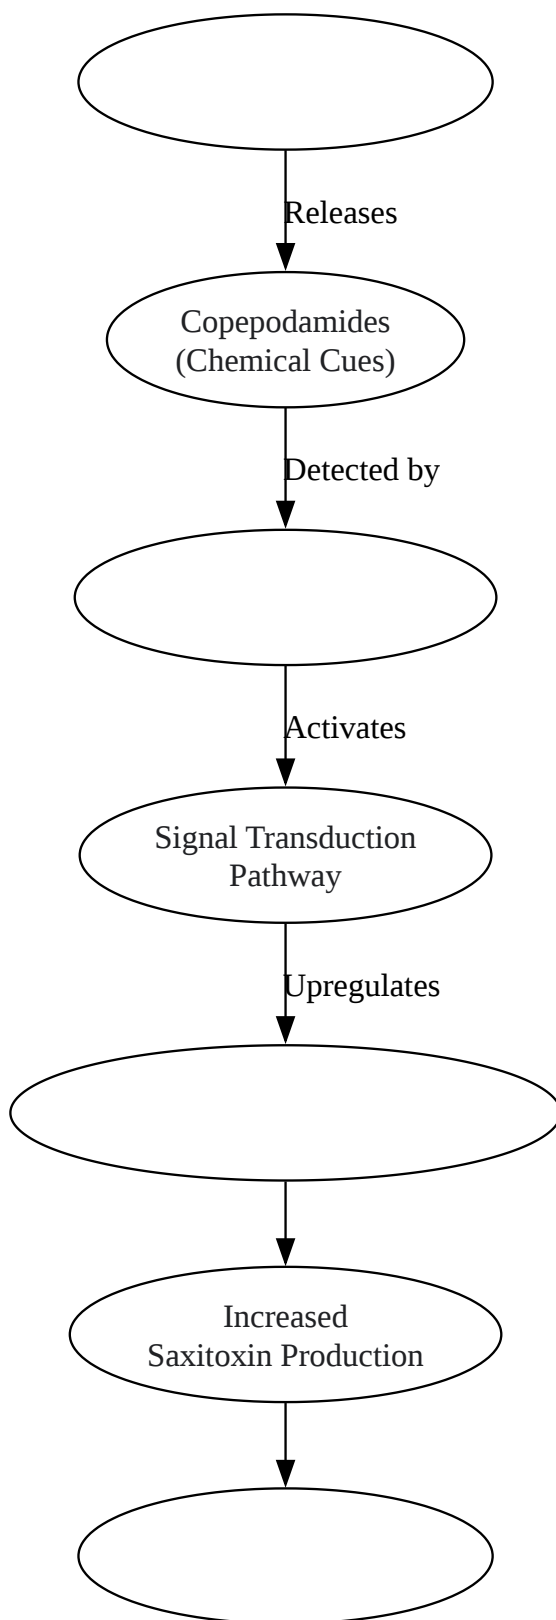 Releases
Copepodamides
(Chemical Cues)
Detected by
Activates
Signal Transduction
Pathway
Upregulates
Increased
Saxitoxin Production